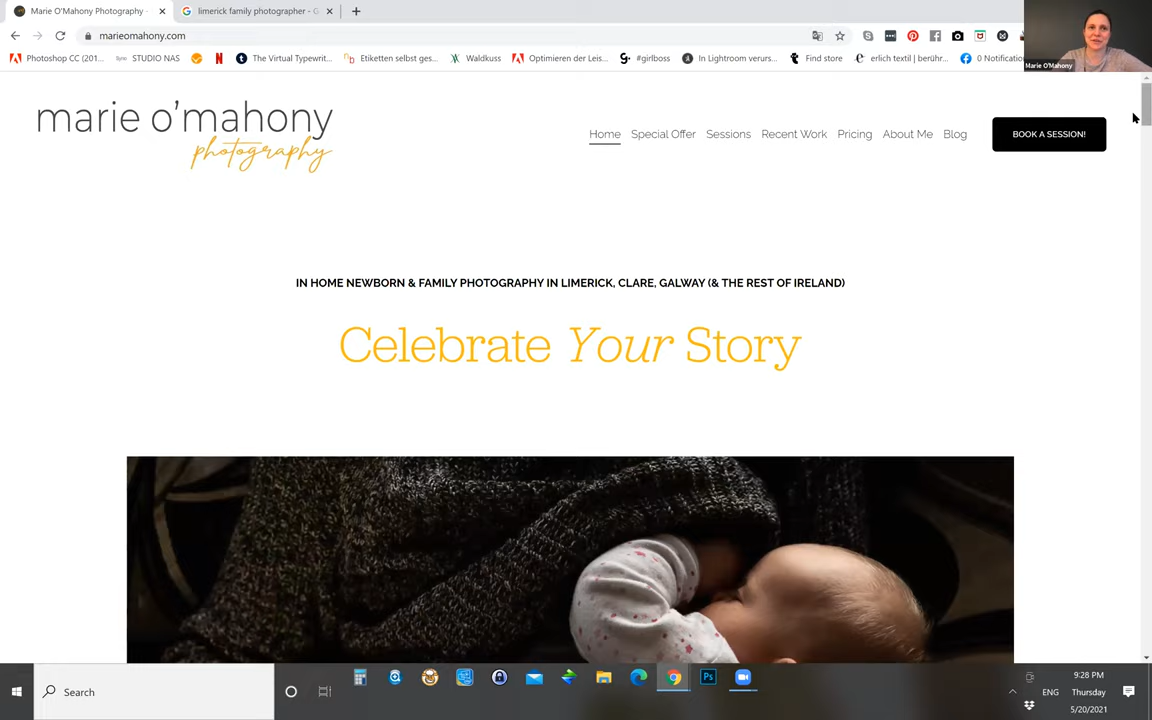 Marie O'Mahony Photography -
limerick family photographer - G
marieomahony.com
Photoshop CC (201...
STUDIO NAS
The Virtual Typewrit...
Etiketten selbst ges...
Waldkuss
Optimieren der Leis...
#girlboss
In Lightroom verurs...
Find store
erlich textil | berühr...
0 Notificatio
Marie O'Mahony
marie o'mahony
photography
Home Special Offer Sessions Recent Work Pricing About Me Blog
BOOK A SESSION!
IN HOME NEWBORN & FAMILY PHOTOGRAPHY IN LIMERICK, CLARE, GALWAY (& THE REST OF IRELAND)
Celebrate Your Story
Search
Ps
ENG
9:28 PM
Thursday
5/20/2021